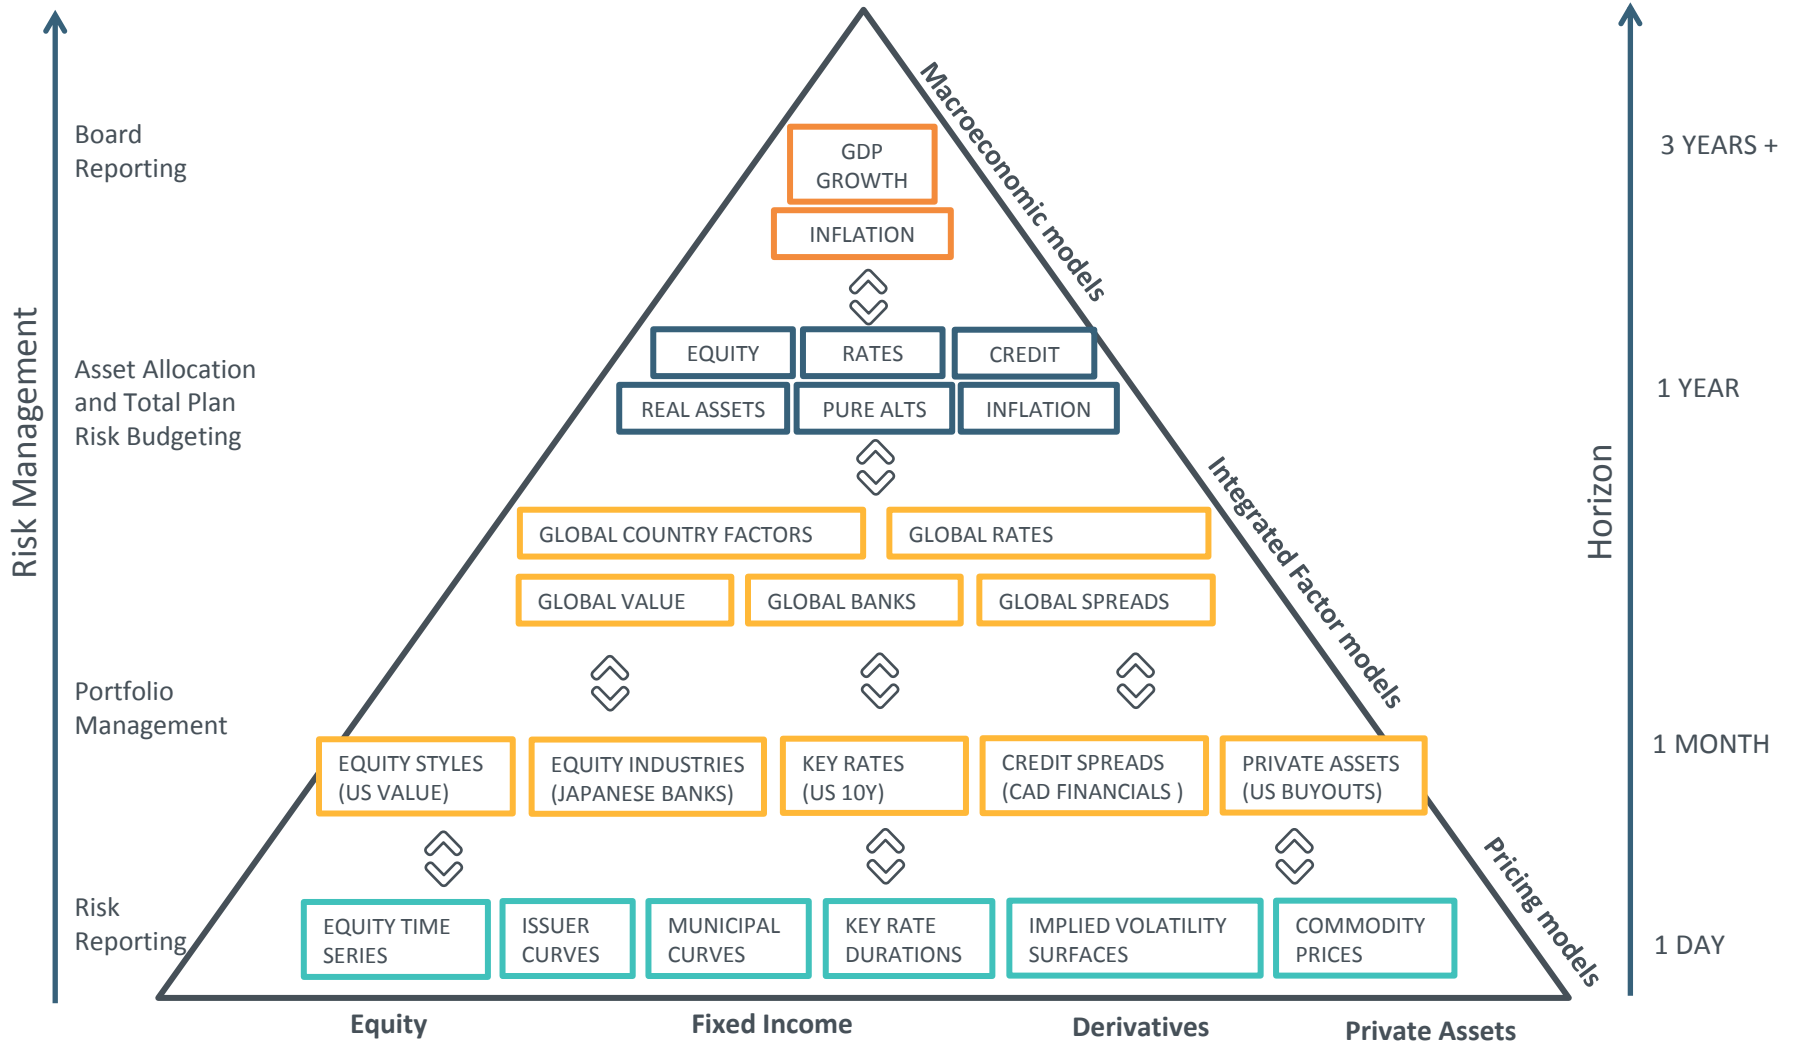 Risk Management
Board
Reporting
Asset Allocation
and Total Plan
Risk Budgeting
Portfolio
Management
Risk
Reporting
GDP
GROWTH
INFLATION
EQUITY
RATES
CREDIT
REAL ASSETS
PURE ALTS
INFLATION
GLOBAL COUNTRY FACTORS
GLOBAL RATES
GLOBAL VALUE
GLOBAL BANKS
GLOBAL SPREADS
EQUITY STYLES
(US VALUE)
EQUITY INDUSTRIES
(JAPANESE BANKS)
KEY RATES
(US 10Y)
CREDIT SPREADS
(CAD FINANCIALS )
PRIVATE ASSETS
(US BUYOUTS)
EQUITY TIME
SERIES
ISSUER
CURVES
MUNICIPAL
CURVES
KEY RATE
DURATIONS
IMPLIED VOLATILITY
SURFACES
COMMODITY
PRICES
Equity
Fixed Income
Derivatives
Private Assets
Macroeconomic models
Integrated Factor models
Pricing models
Horizon
3 YEARS +
1 YEAR
1 MONTH
1 DAY